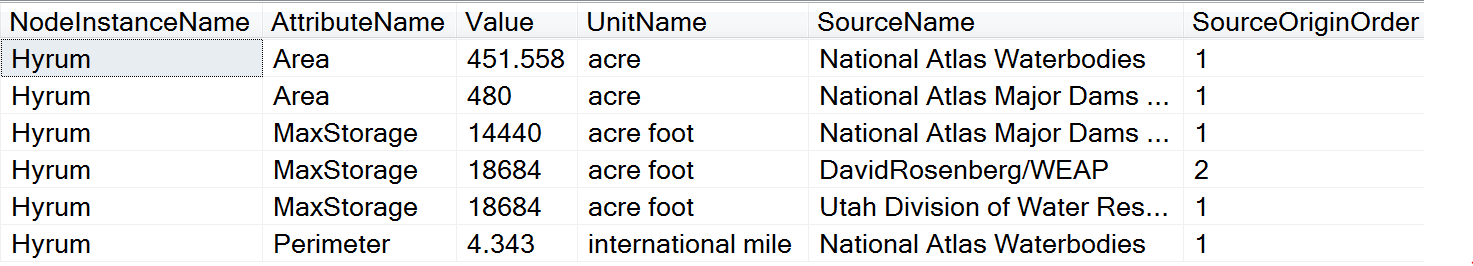 NodeInstanceName AttributeName Value UnitName SourceName SourceOriginOrder
Hyrum Area 451.558 acre National Atlas Waterbodies 1
Hyrum Area 480 acre National Atlas Major Dams ... 1
Hyrum MaxStorage 14440 acre foot National Atlas Major Dams ... 1
Hyrum MaxStorage 18684 acre foot DavidRosenberg/WEAP 2
Hyrum MaxStorage 18684 acre foot Utah Division of Water Res... 1
Hyrum Perimeter 4.343 international mile National Atlas Waterbodies 1